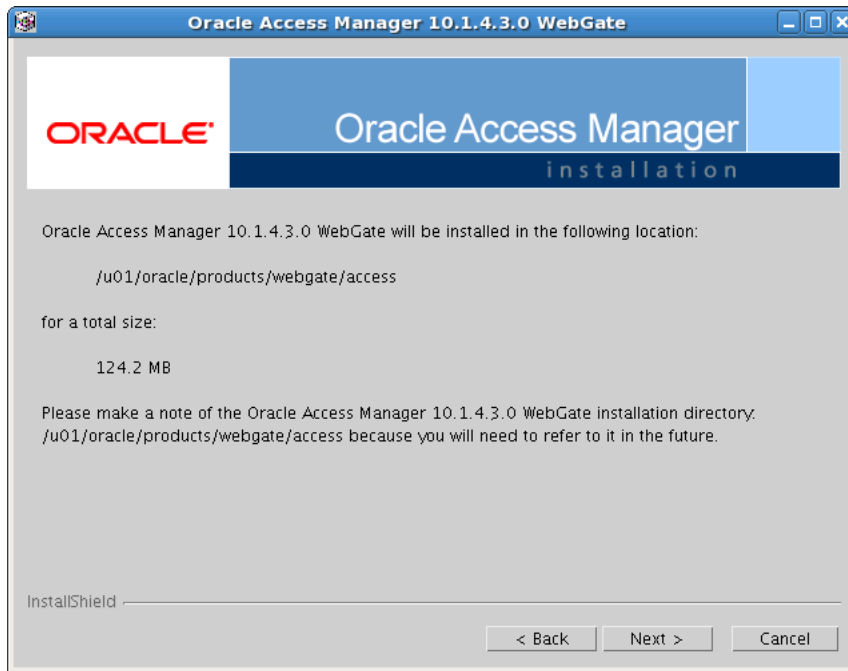 Oracle Access Manager 10.1.4.3.0 WebGate
ORACLE®
Oracle Access Manager
installation
Oracle Access Manager 10.1.4.3.0 WebGate will be installed in the following location:
/u01/oracle/products/webgate/access
for a total size:
124.2 MB
Please make a note of the Oracle Access Manager 10.1.4.3.0 WebGate installation directory:
/u01/oracle/products/webgate/access because you will need to refer to it in the future.
InstallShield
< Back Next > Cancel